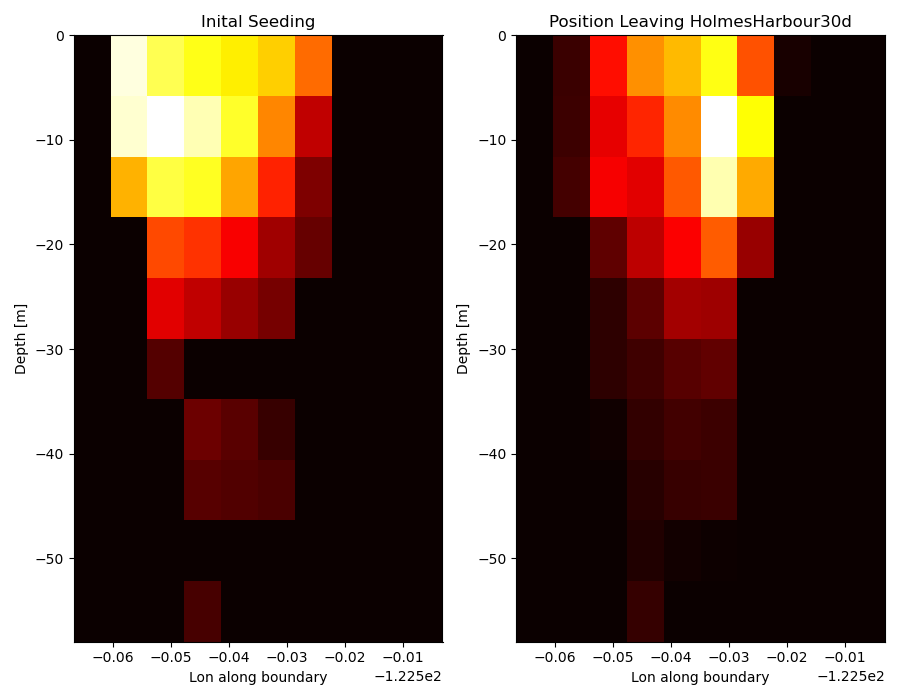 Inital Seeding
Position Leaving HolmesHarbour30d
0
−10
−20
−30
−40
−50
Depth [m]
−0.06 −0.05 −0.04 −0.03 −0.02 −0.01
Lon along boundary
−1.225e2
0
−10
−20
−30
−40
−50
Depth [m]
−0.06 −0.05 −0.04 −0.03 −0.02 −0.01
Lon along boundary
−1.225e2